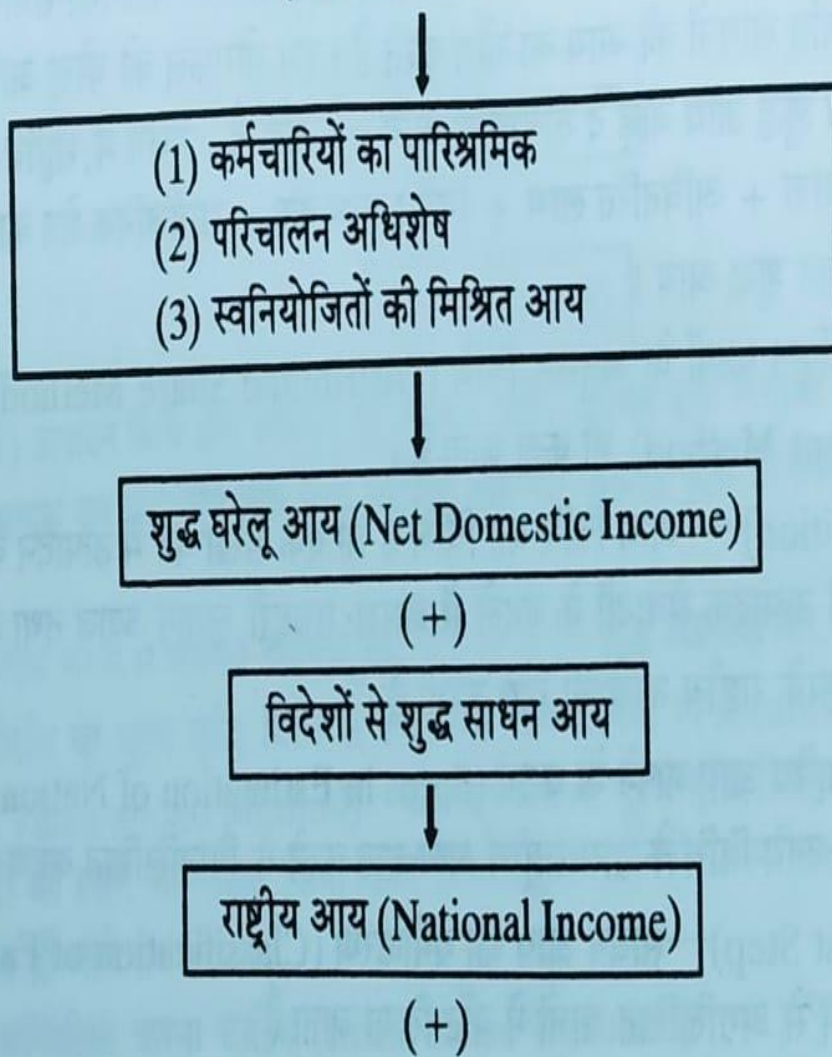 (1) कर्मचारियों का पारिश्रमिक
(2) परिचालन अधिशेष
(3) स्वनियोजितों की मिश्रित आय
शुद्ध घरेलू आय (Net Domestic Income)
(+)
विदेशों से शुद्ध साधन आय
राष्ट्रीय आय (National Income)
(+)